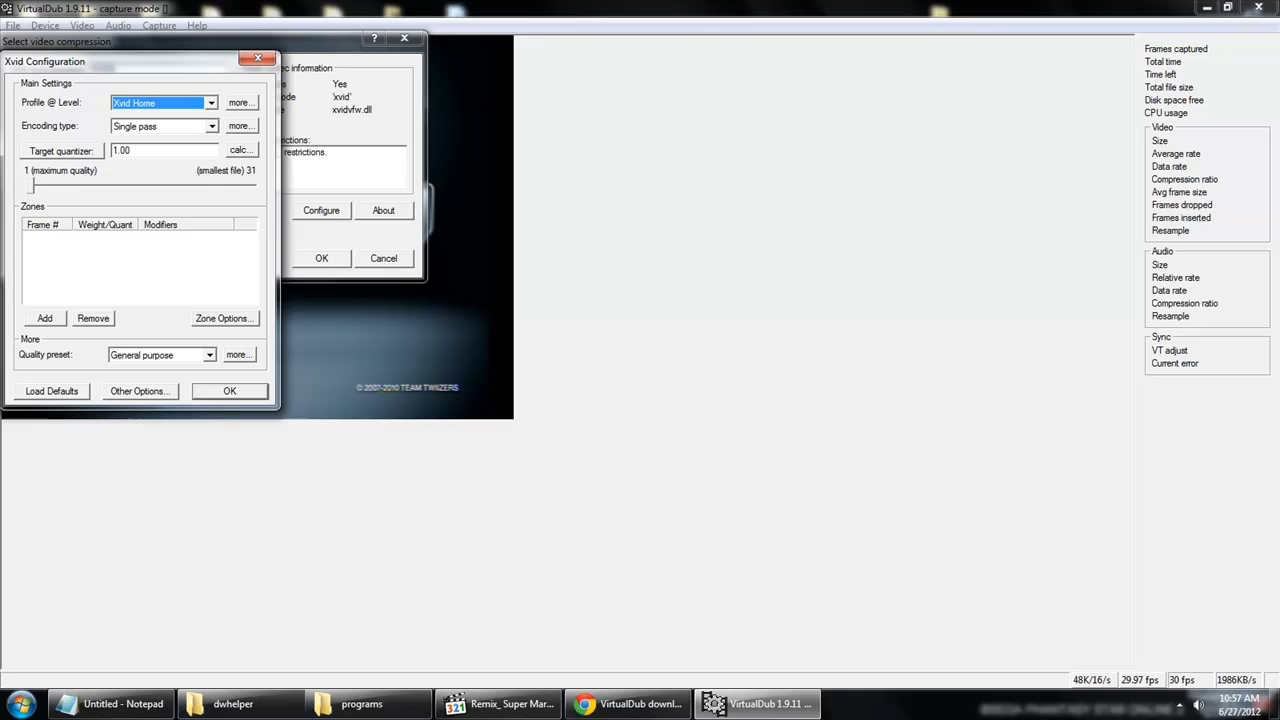 VirtualDub 1.9.11 - capture mode []
File Device Video Audio Capture Help
Select video compression
Xvid Configuration
Main Settings
Profile @ Level: Xvid Home more...
Encoding type: Single pass more...
Target quantizer: 1.00 calc...
1 (maximum quality) (smallest file) 31
Zones
Frame # Weight/Quant Modifiers
Add Remove Zone Options...
More
Quality preset: General purpose more...
Load Defaults Other Options... OK
information
Yes
'xvid'
xvidvfw.dll
restrictions.
Configure About
OK Cancel
© 2007-2010 TEAM TWIIZERS
Frames captured
Total time
Time left
Total file size
Disk space free
CPU usage
Video
Size
Average rate
Data rate
Compression ratio
Avg frame size
Frames dropped
Frames inserted
Resample
Audio
Size
Relative rate
Data rate
Compression ratio
Resample
Sync
VT adjust
Current error
48K/16/s 29.97 fps 30 fps 1986KB/s
Untitled - Notepad dwhelper programs Remix_ Super Mar... VirtualDub downl... VirtualDub 1.9.11 ...
10:57 AM
6/27/2012